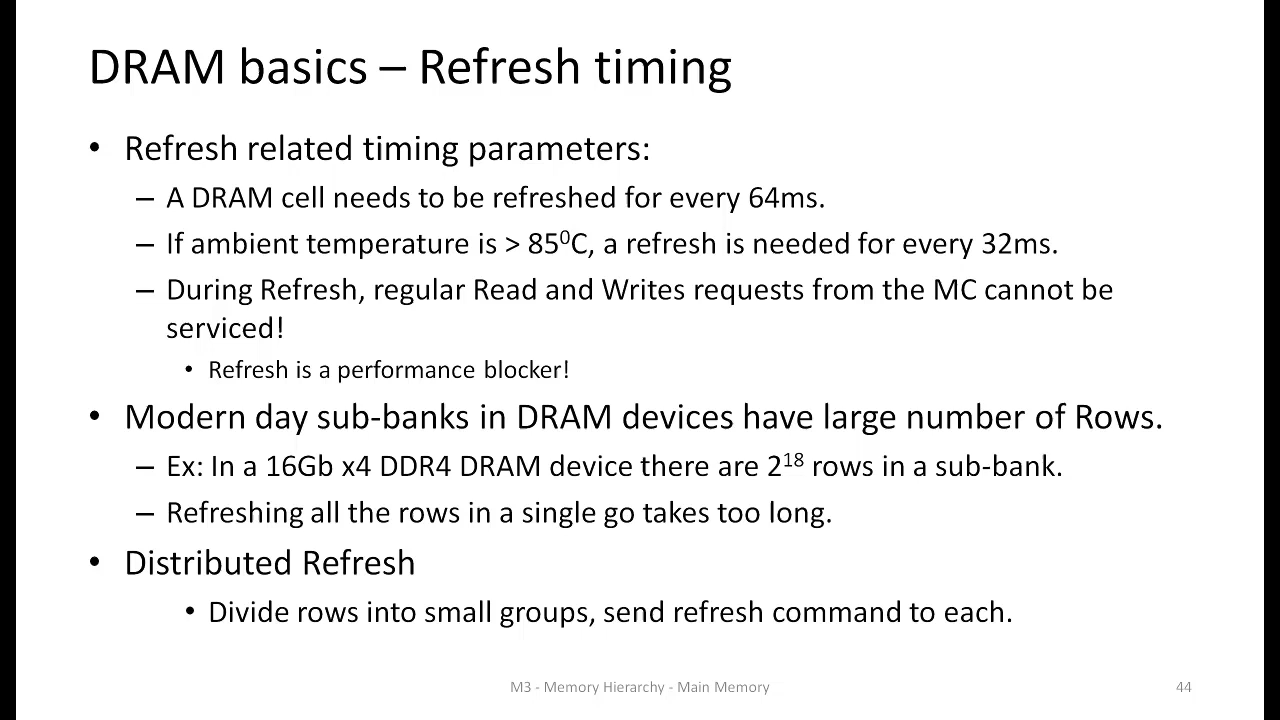 DRAM basics – Refresh timing
• Refresh related timing parameters:
– A DRAM cell needs to be refreshed for every 64ms.
– If ambient temperature is > 85⁰C, a refresh is needed for every 32ms.
– During Refresh, regular Read and Writes requests from the MC cannot be
serviced!
• Refresh is a performance blocker!
• Modern day sub-banks in DRAM devices have large number of Rows.
– Ex: In a 16Gb x4 DDR4 DRAM device there are 2¹⁸ rows in a sub-bank.
– Refreshing all the rows in a single go takes too long.
• Distributed Refresh
• Divide rows into small groups, send refresh command to each.
M3 - Memory Hierarchy - Main Memory
44